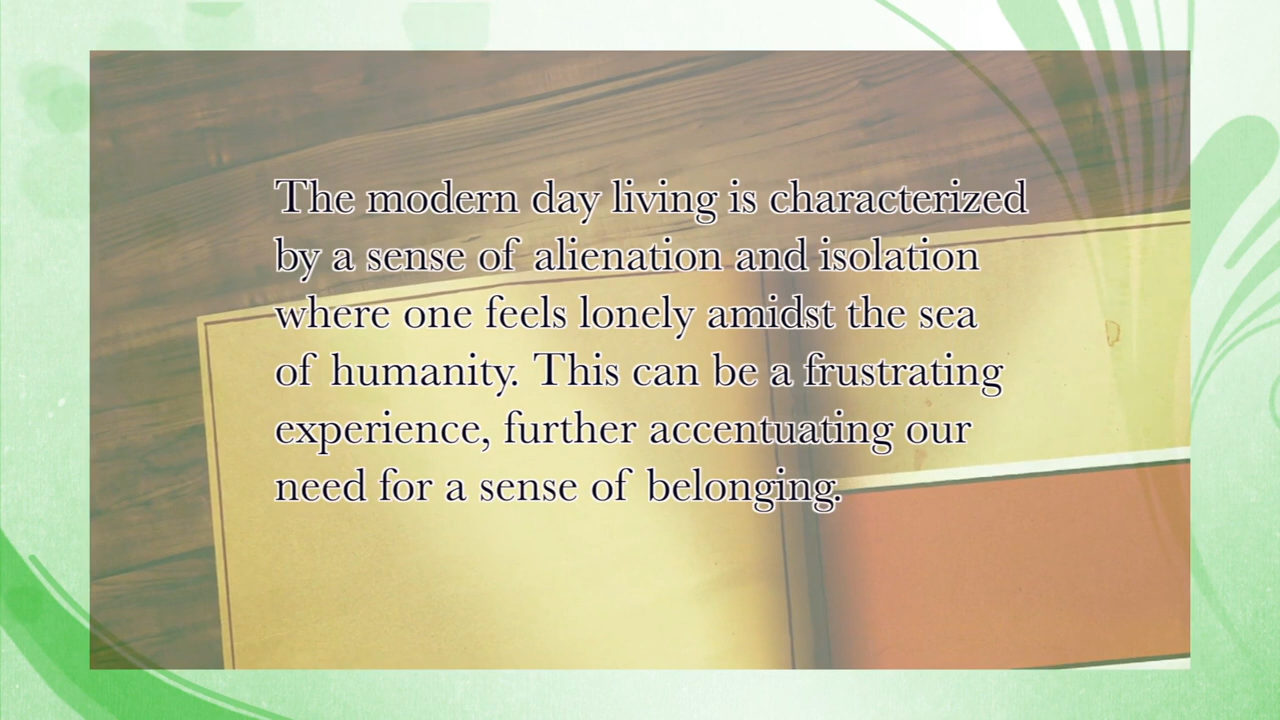 The modern day living is characterized
by a sense of alienation and isolation
where one feels lonely amidst the sea
of humanity. This can be a frustrating
experience, further accentuating our
need for a sense of belonging.